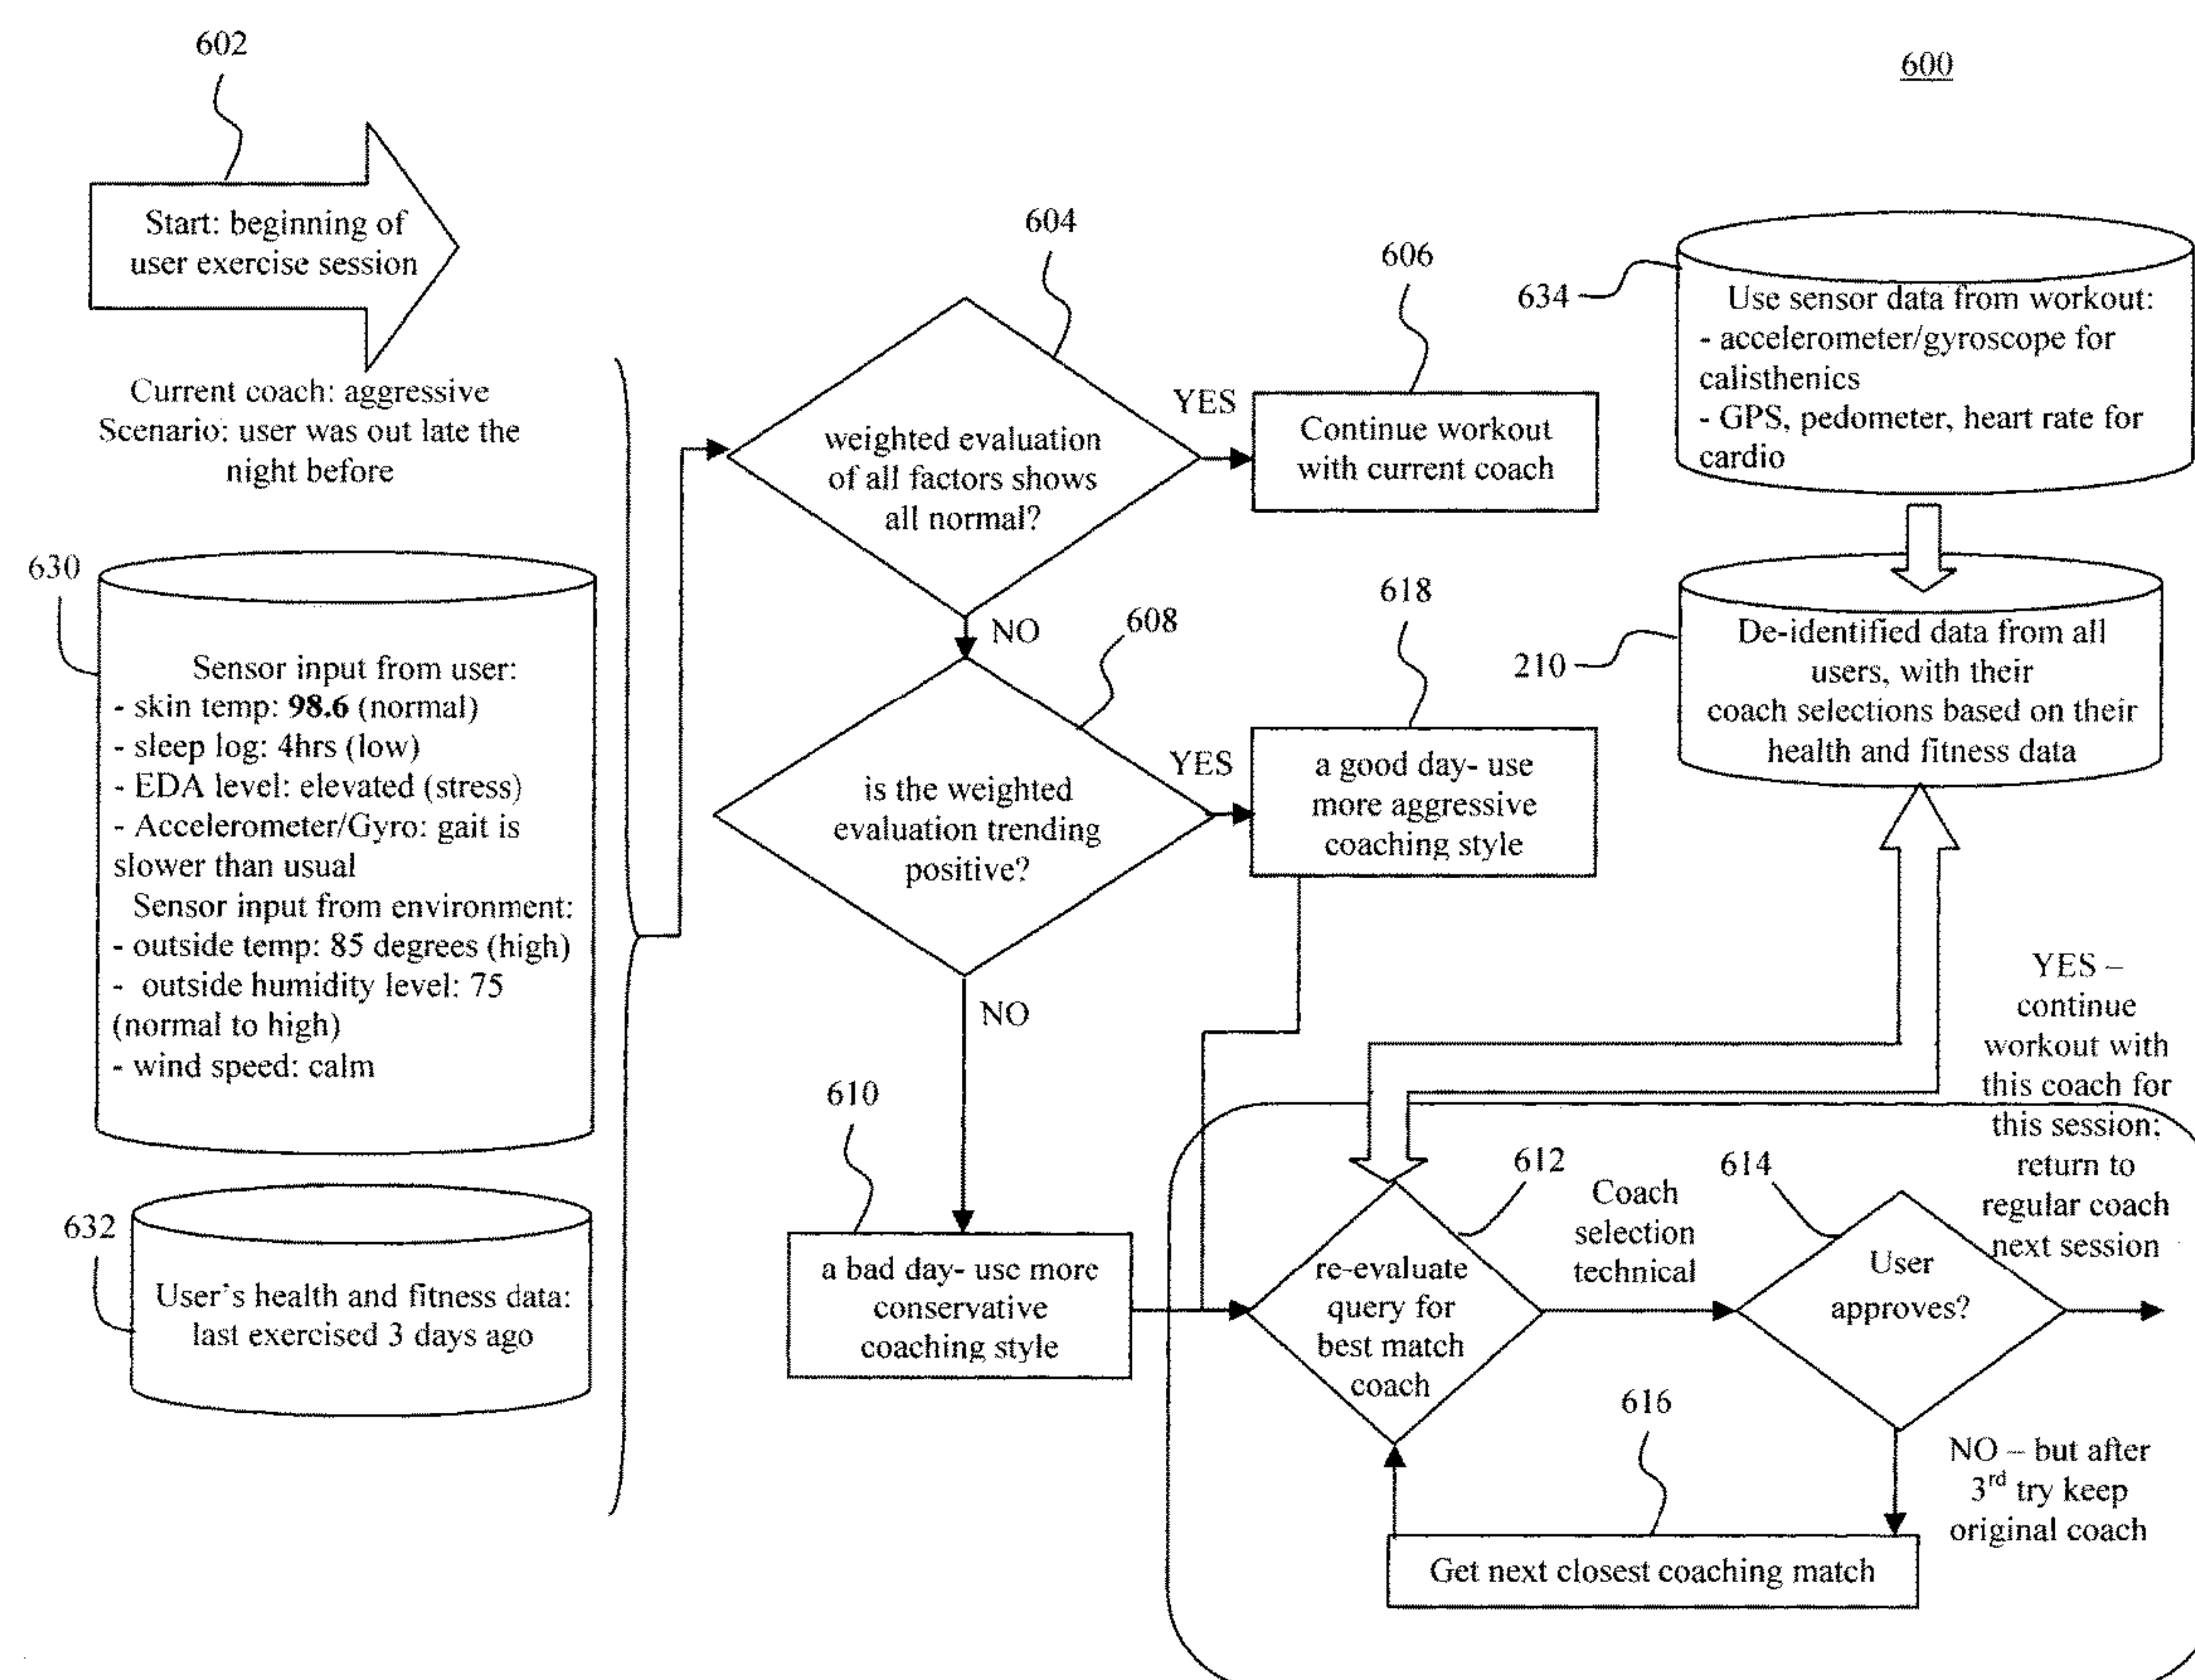 600
602
Start: beginning of
user exercise session
Current coach: aggressive
Scenario: user was out late the
night before
630
Sensor input from user:
- skin temp: 98.6 (normal)
- sleep log: 4hrs (low)
- EDA level: elevated (stress)
- Accelerometer/Gyro: gait is
slower than usual
Sensor input from environment:
- outside temp: 85 degrees (high)
- outside humidity level: 75
(normal to high)
- wind speed: calm
632
User's health and fitness data:
last exercised 3 days ago
604
weighted evaluation
of all factors shows
all normal?
YES
606
Continue workout
with current coach
NO
608
is the weighted
evaluation trending
positive?
YES
618
a good day- use
more aggressive
coaching style
NO
610
a bad day- use more
conservative
coaching style
634
Use sensor data from workout:
- accelerometer/gyroscope for
calisthenics
- GPS, pedometer, heart rate for
cardio
210
De-identified data from all
users, with their
coach selections based on their
health and fitness data
612
re-evaluate
query for
best match
coach
Coach
selection
technical
614
User
approves?
YES –
continue
workout with
this coach for
this session;
return to
regular coach
next session
NO – but after
3rd try keep
original coach
616
Get next closest coaching match